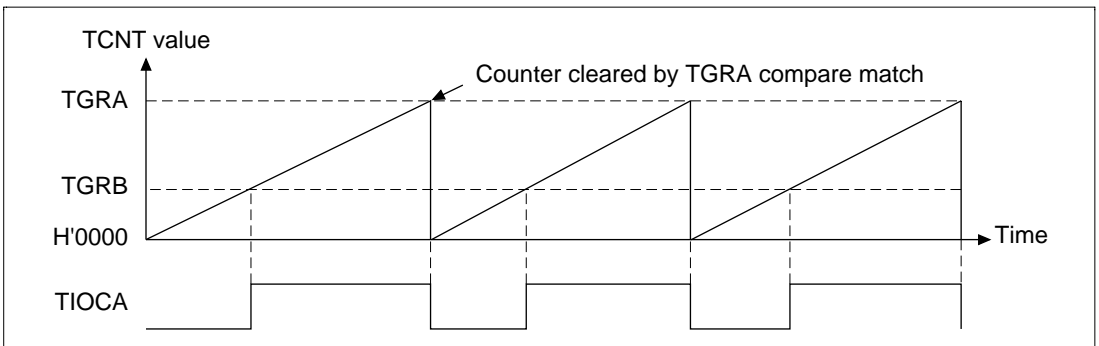 TCNT value
Counter cleared by TGRA compare match
TGRA
TGRB
H'0000
Time
TIOCA